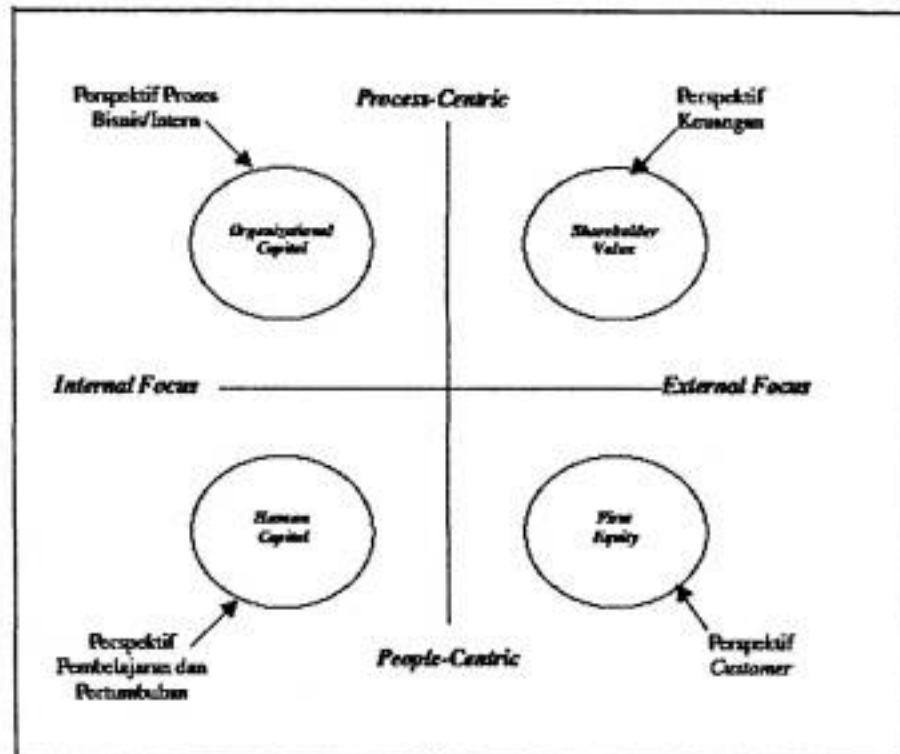 Perspektif Proses
Bisnis/Intern
Process-Centric
Perspektif
Keuangan
Organizational
Capital
Shareholder
Value
Internal Focus
External Focus
Human
Capital
Firm
Equity
Perspektif
Pembelajaran dan
Pertumbuhan
People-Centric
Perspektif
Customer